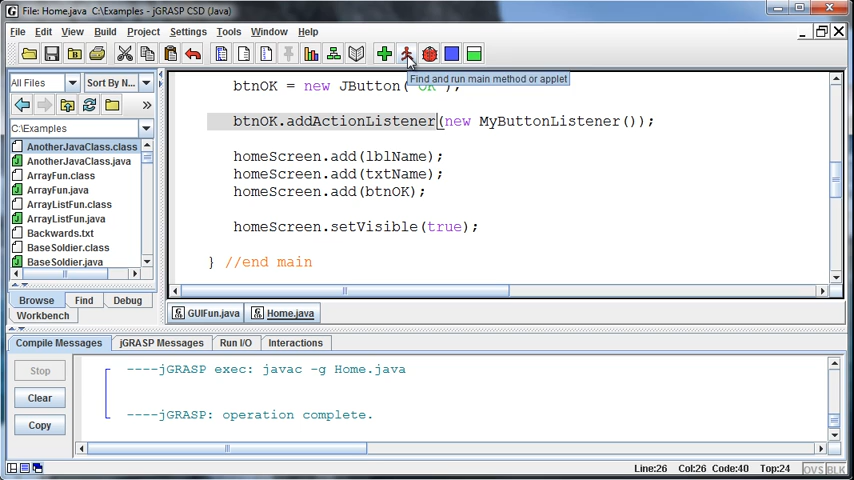 File: Home.java  C:\Examples - jGRASP CSD (Java)
File Edit View Build Project Settings Tools Window Help
Find and run main method or applet
All Files Sort By N...
C:\Examples
AnotherJavaClass.class
AnotherJavaClass.java
ArrayFun.class
ArrayFun.java
ArrayListFun.class
ArrayListFun.java
Backwards.txt
BaseSoldier.class
BaseSoldier.java
Browse Find Debug
Workbench
btnOK = new JButton("OK");
btnOK.addActionListener(new MyButtonListener());
homeScreen.add(lblName);
homeScreen.add(txtName);
homeScreen.add(btnOK);
homeScreen.setVisible(true);
} //end main
GUIFun.java Home.java
Compile Messages jGRASP Messages Run I/O Interactions
Stop
Clear
Copy
----jGRASP exec: javac -g Home.java
----jGRASP: operation complete.
Line:26 Col:26 Code:40 Top:24 OVS BLK